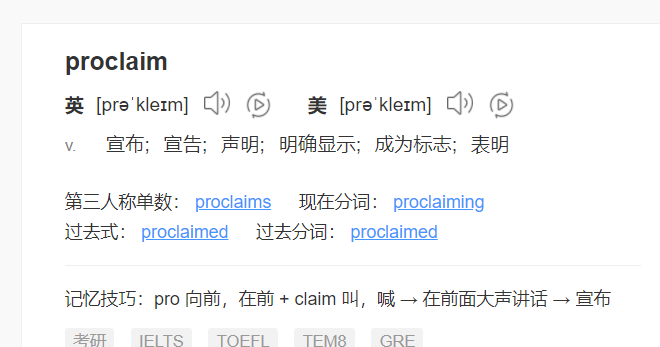 proclaim
英 [prəˈkleɪm] 美 [prəˈkleɪm]
v. 宣布；宣告；声明；明确显示；成为标志；表明
第三人称单数： proclaims 现在分词： proclaiming
过去式： proclaimed 过去分词： proclaimed
记忆技巧：pro 向前，在前 + claim 叫，喊 → 在前面大声讲话 → 宣布
考研 IELTS TOEFL TEM8 GRE